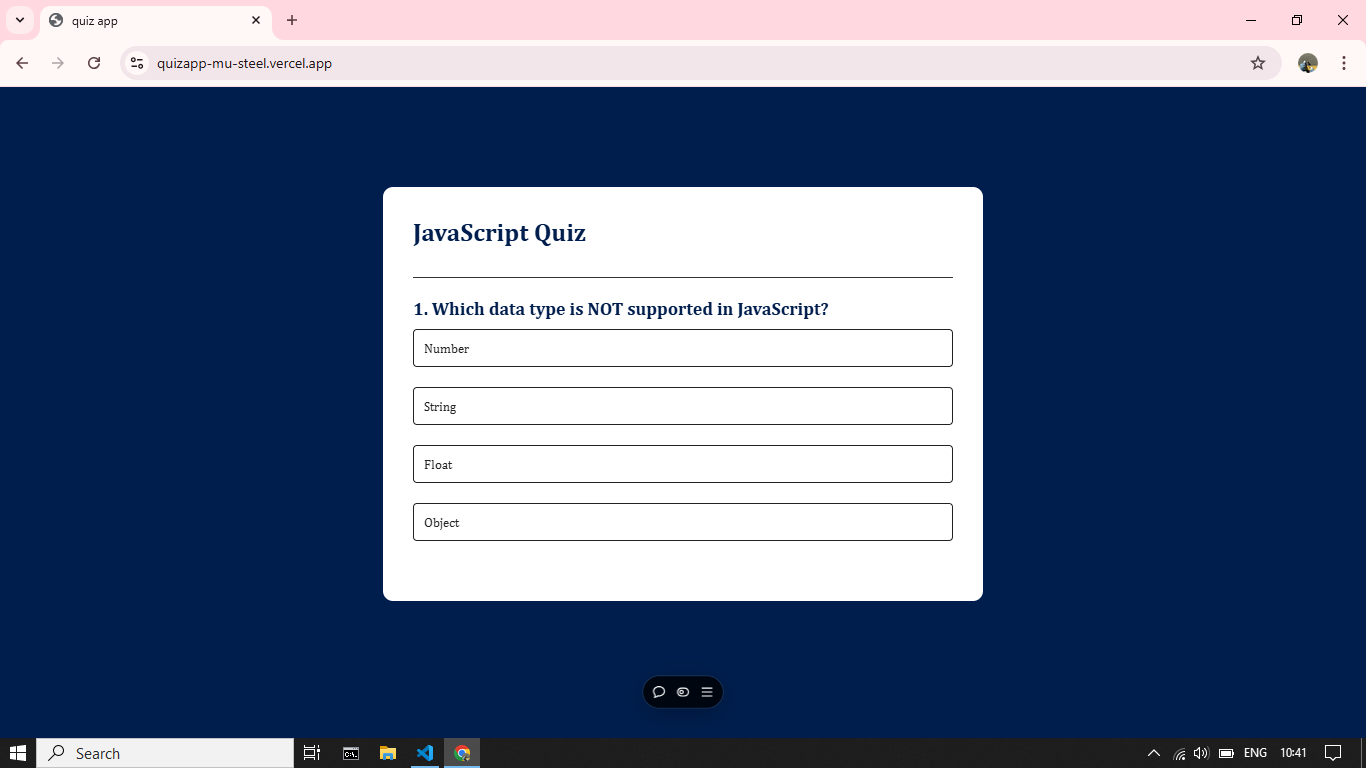 quiz app
quizapp-mu-steel.vercel.app
JavaScript Quiz
1. Which data type is NOT supported in JavaScript?
Number
String
Float
Object
Search
ENG
10:41